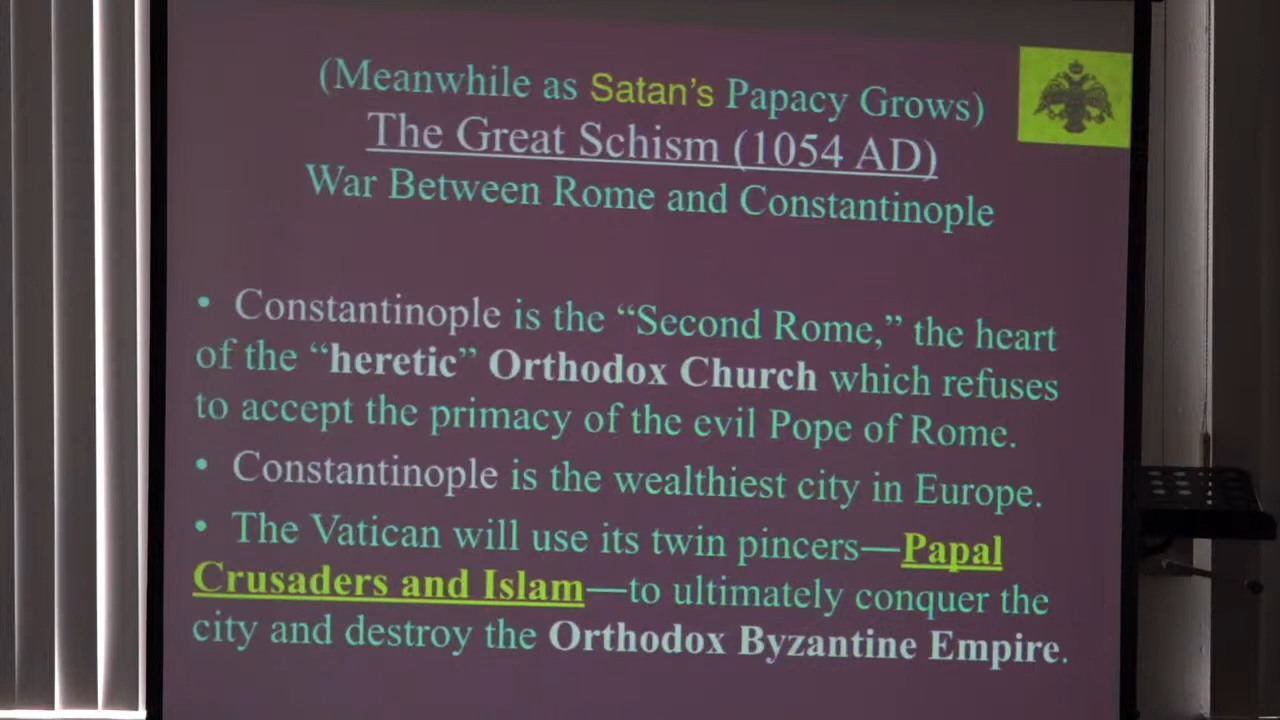 (Meanwhile as Satan's Papacy Grows)
The Great Schism (1054 AD)
War Between Rome and Constantinople
• Constantinople is the “Second Rome,” the heart
of the “heretic” Orthodox Church which refuses
to accept the primacy of the evil Pope of Rome.
• Constantinople is the wealthiest city in Europe.
• The Vatican will use its twin pincers—Papal
Crusaders and Islam—to ultimately conquer the
city and destroy the Orthodox Byzantine Empire.